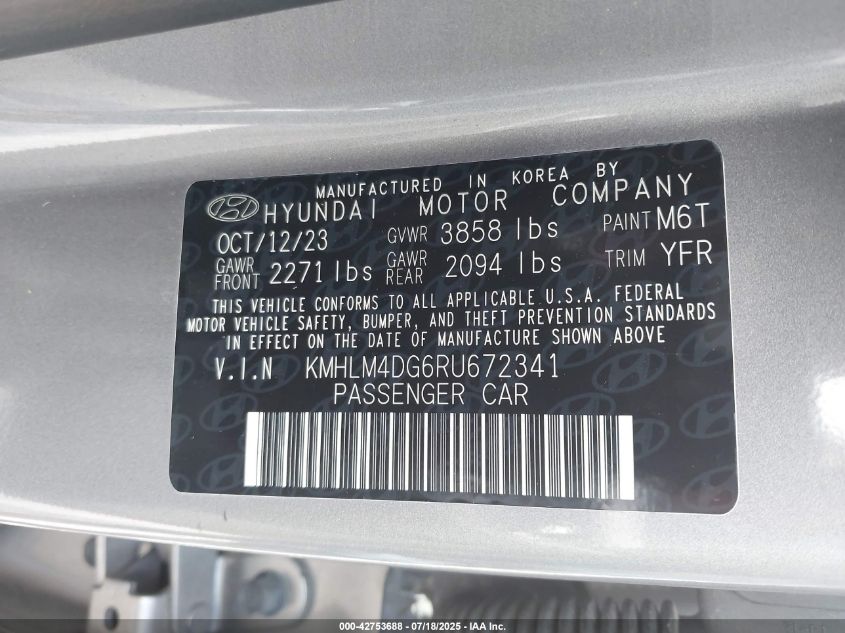 MANUFACTURED IN KOREA BY
HYUNDAI MOTOR COMPANY
OCT/12/23 GVWR 3858 lbs PAINT M6T
GAWR FRONT 2271 lbs GAWR REAR 2094 lbs TRIM YFR
THIS VEHICLE CONFORMS TO ALL APPLICABLE U.S.A. FEDERAL
MOTOR VEHICLE SAFETY, BUMPER, AND THEFT PREVENTION STANDARDS
IN EFFECT ON THE DATE OF MANUFACTURE SHOWN ABOVE
V.I.N KMHLM4DG6RU672341
PASSENGER CAR
000-42753688 - 07/18/2025 - IAA Inc.